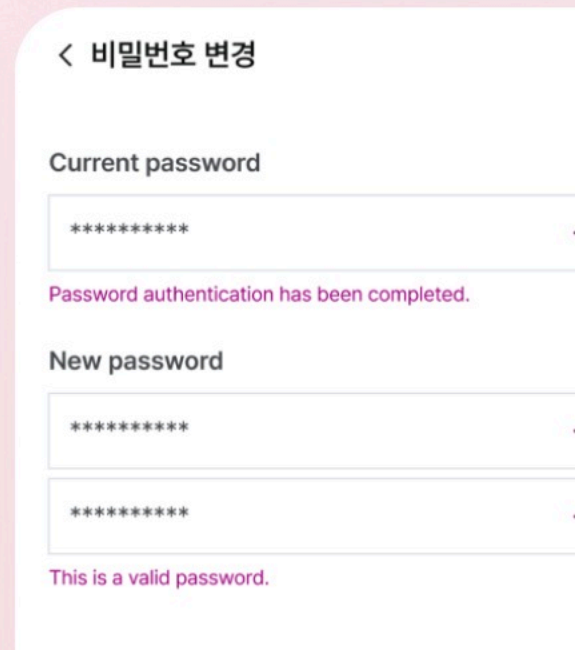 < 비밀번호 변경
Current password
**********
Password authentication has been completed.
New password
**********
**********
This is a valid password.